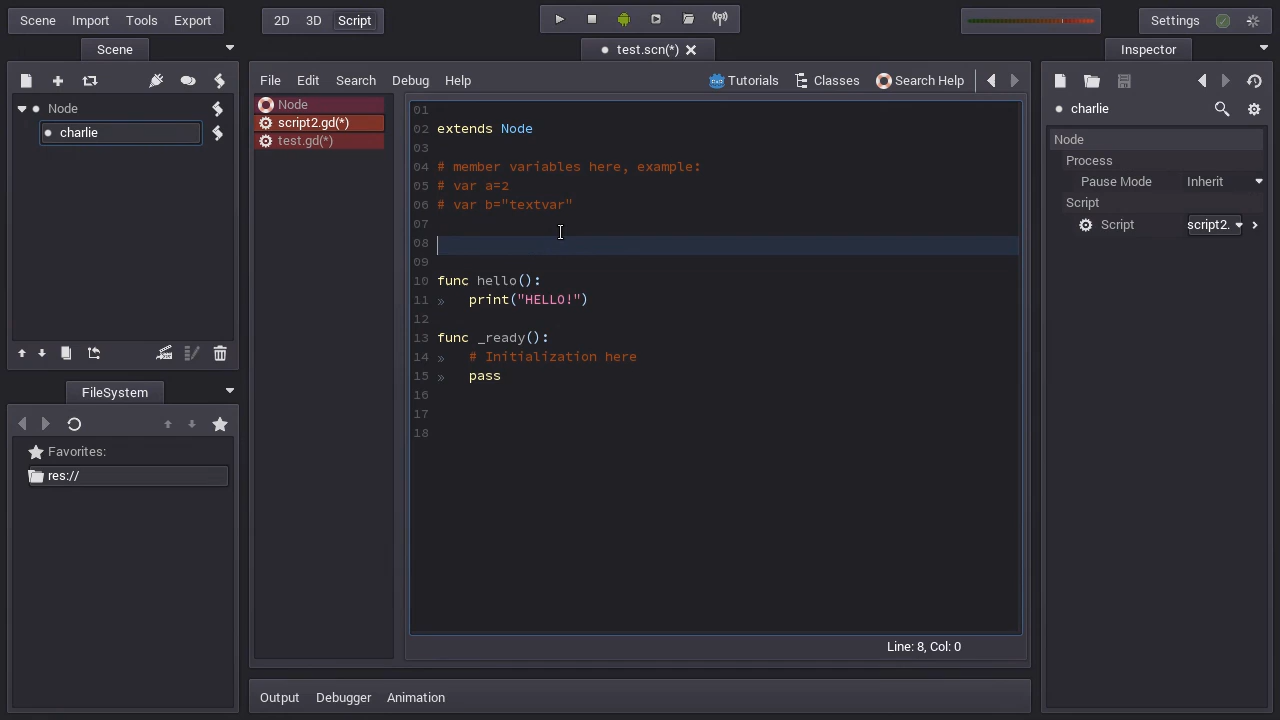 Scene Import Tools Export
2D 3D Script
Settings
Scene
test.scn(*)
Inspector
File Edit Search Debug Help
Tutorials Classes Search Help
Node
charlie
Node
script2.gd(*)
test.gd(*)
01
02 extends Node
03
04 # member variables here, example:
05 # var a=2
06 # var b="textvar"
07
08
09
10 func hello():
11 » print("HELLO!")
12
13 func _ready():
14 » # Initialization here
15 » pass
16
17
18
Line: 8, Col: 0
charlie
Node
Process
Pause Mode Inherit
Script
Script script2.
FileSystem
Favorites:
res://
Output Debugger Animation